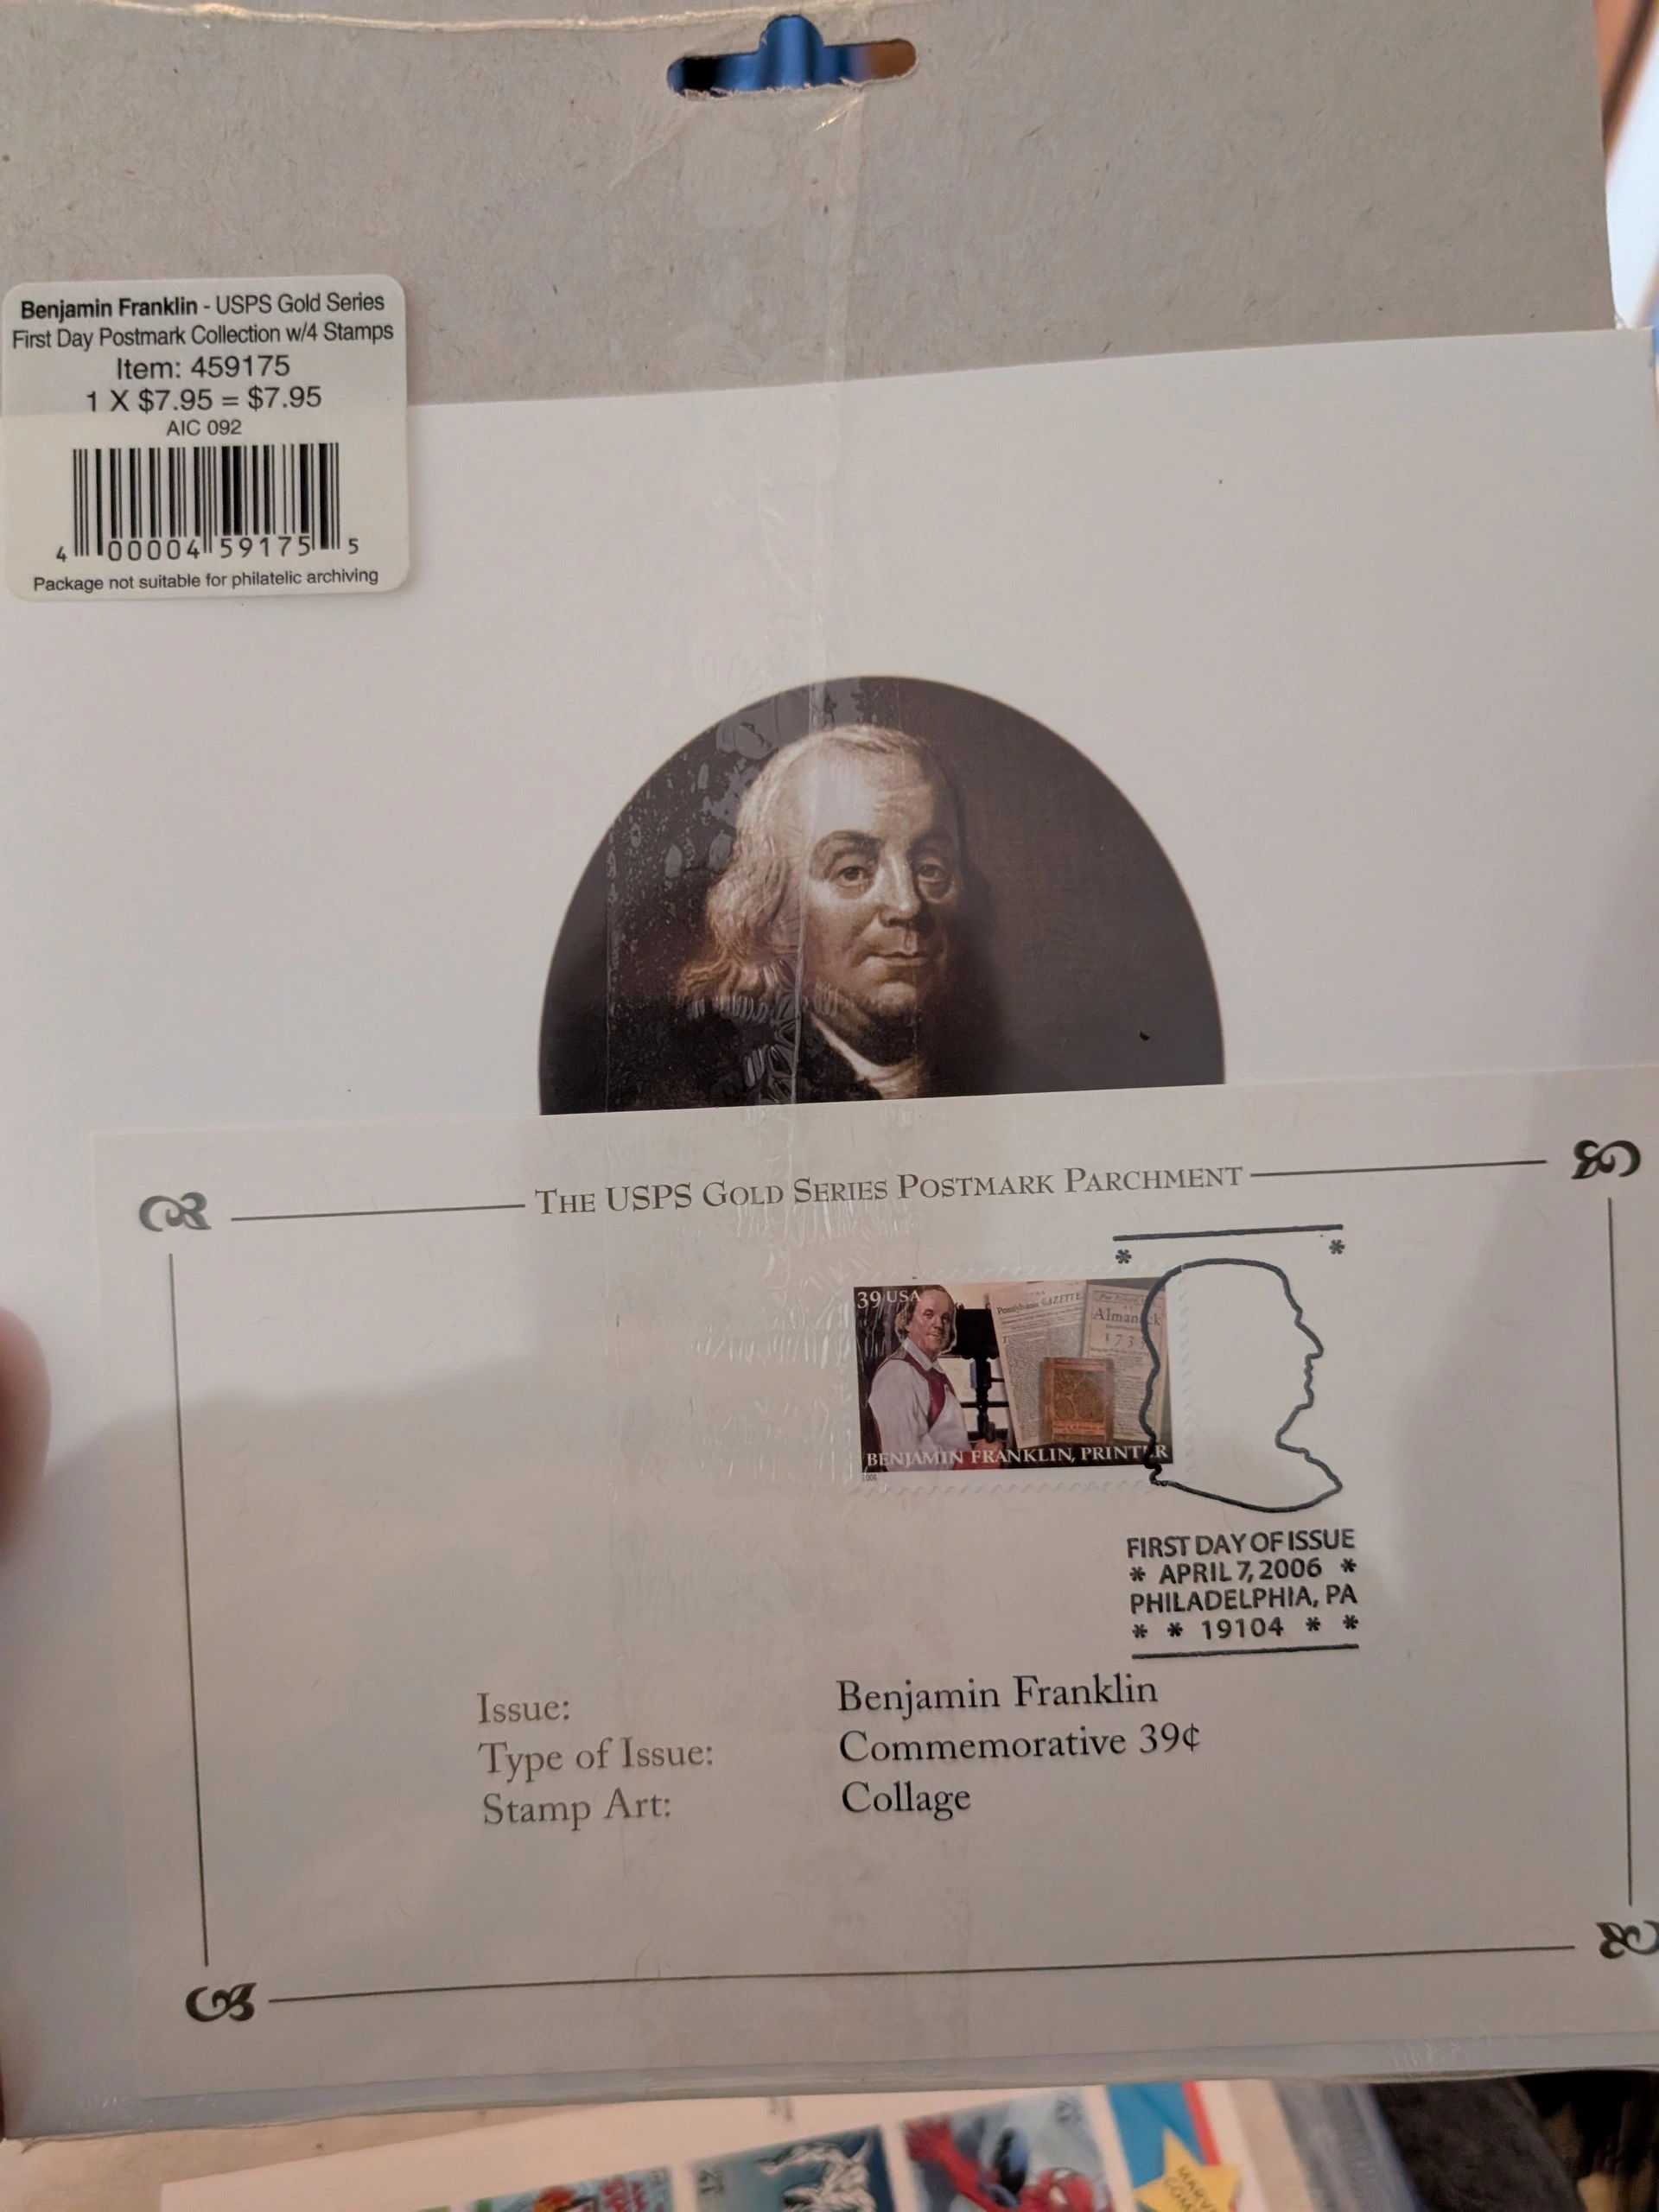 Benjamin Franklin - USPS Gold Series
First Day Postmark Collection w/4 Stamps
Item: 459175
1 X $7.95 = $7.95
AIC 092
4 00004 59175 5
Package not suitable for philatelic archiving
THE USPS GOLD SERIES POSTMARK PARCHMENT
39 USA
Pennsylvania GAZETTE
Almanack
1733
BENJAMIN FRANKLIN, PRINTER
2006
FIRST DAY OF ISSUE
* APRIL 7, 2006 *
PHILADELPHIA, PA
* * 19104 * *
Issue: Benjamin Franklin
Type of Issue: Commemorative 39¢
Stamp Art: Collage
MARVEL